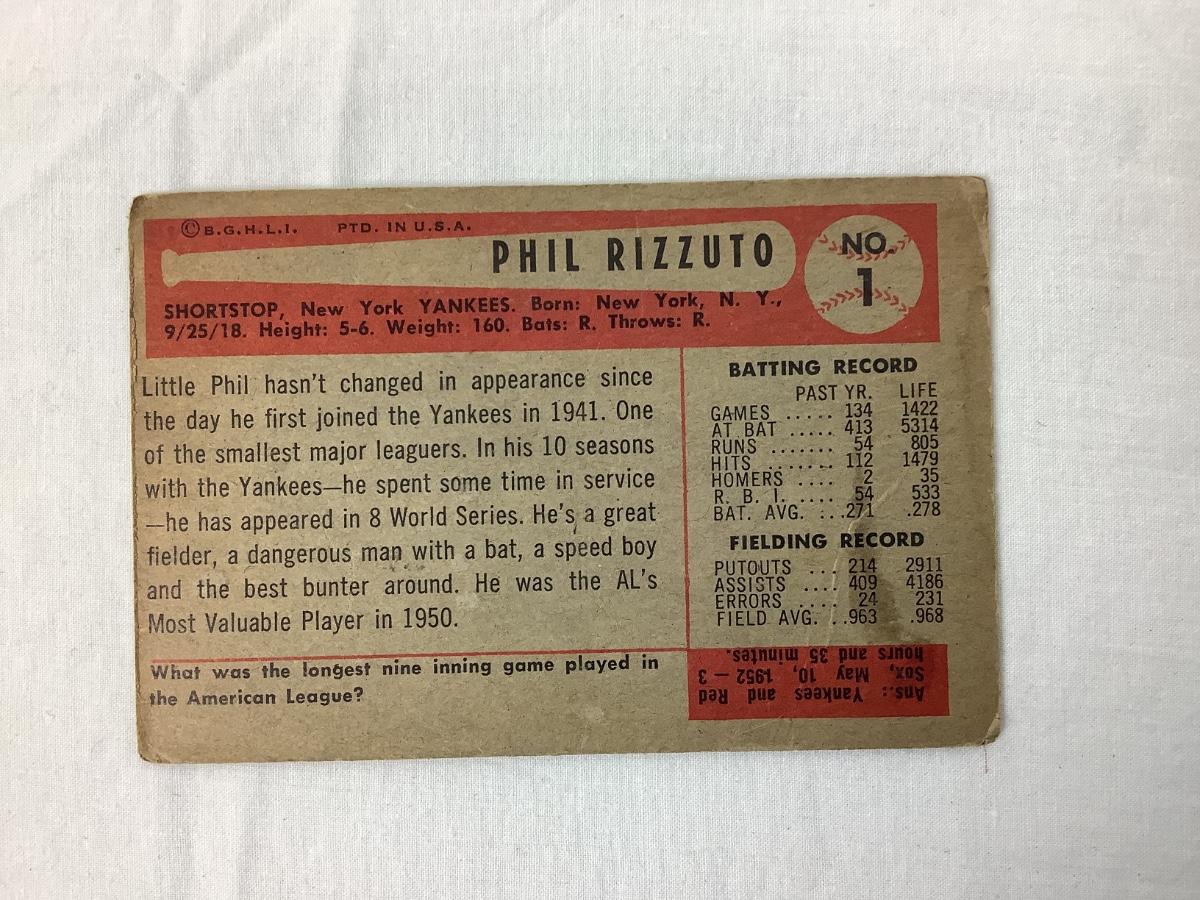 ©B.G.H.L.I. PTD. IN U.S.A.
PHIL RIZZUTO
NO.
1
SHORTSTOP, New York YANKEES. Born: New York, N. Y.,
9/25/18. Height: 5-6. Weight: 160. Bats: R. Throws: R.
Little Phil hasn't changed in appearance since
the day he first joined the Yankees in 1941. One
of the smallest major leaguers. In his 10 seasons
with the Yankees—he spent some time in service
—he has appeared in 8 World Series. He's a great
fielder, a dangerous man with a bat, a speed boy
and the best bunter around. He was the AL's
Most Valuable Player in 1950.
BATTING RECORD
PAST YR. LIFE
GAMES ..... 134 1422
AT BAT ..... 413 5314
RUNS ....... 54 805
HITS ....... 112 1479
HOMERS .... 2 35
R. B. I. .... 54 533
BAT. AVG. ...271 .278
FIELDING RECORD
PUTOUTS ... 214 2911
ASSISTS .... 409 4186
ERRORS .... 24 231
FIELD AVG. ..963 .968
What was the longest nine inning game played in
the American League?
Ans.: Yankees and Red
Sox, May 10, 1952 — 3
hours and 35 minutes.